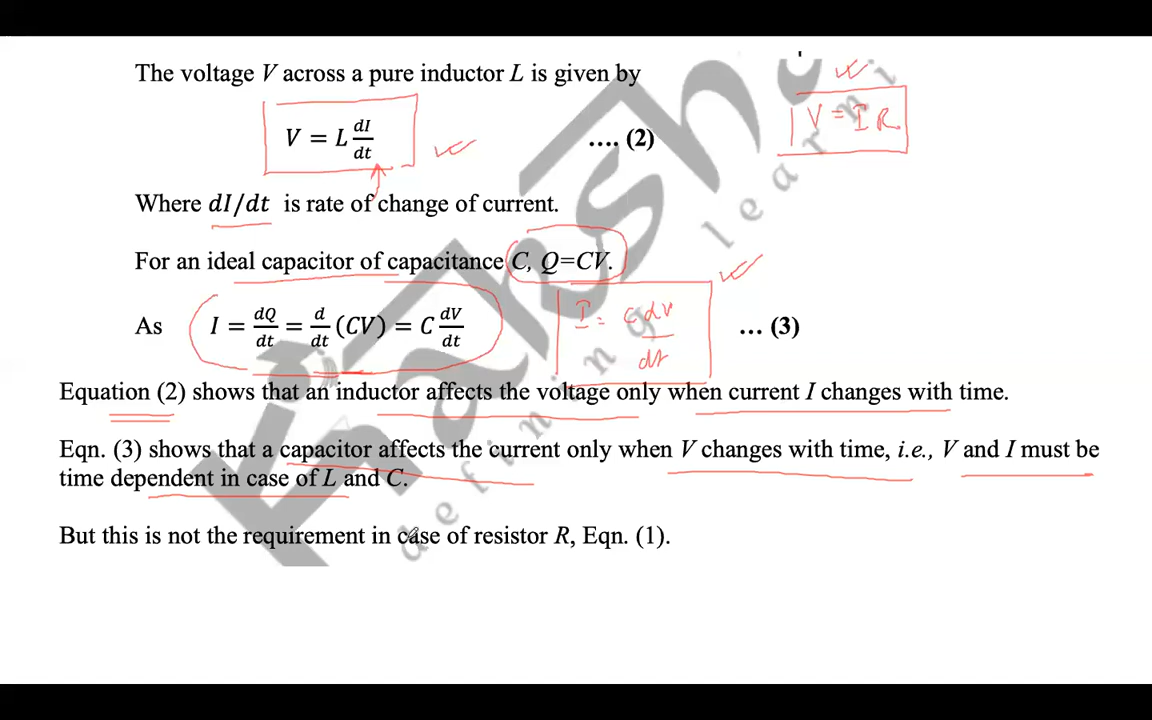 The voltage V across a pure inductor L is given by
V = L dI/dt .... (2)
V = IR
Where dI/dt is rate of change of current.
For an ideal capacitor of capacitance C, Q=CV.
As I = dQ/dt = d/dt (CV) = C dV/dt ... (3)
I = C dv/dt
Equation (2) shows that an inductor affects the voltage only when current I changes with time.
Eqn. (3) shows that a capacitor affects the current only when V changes with time, i.e., V and I must be
time dependent in case of L and C.
But this is not the requirement in case of resistor R, Eqn. (1).
defining learni